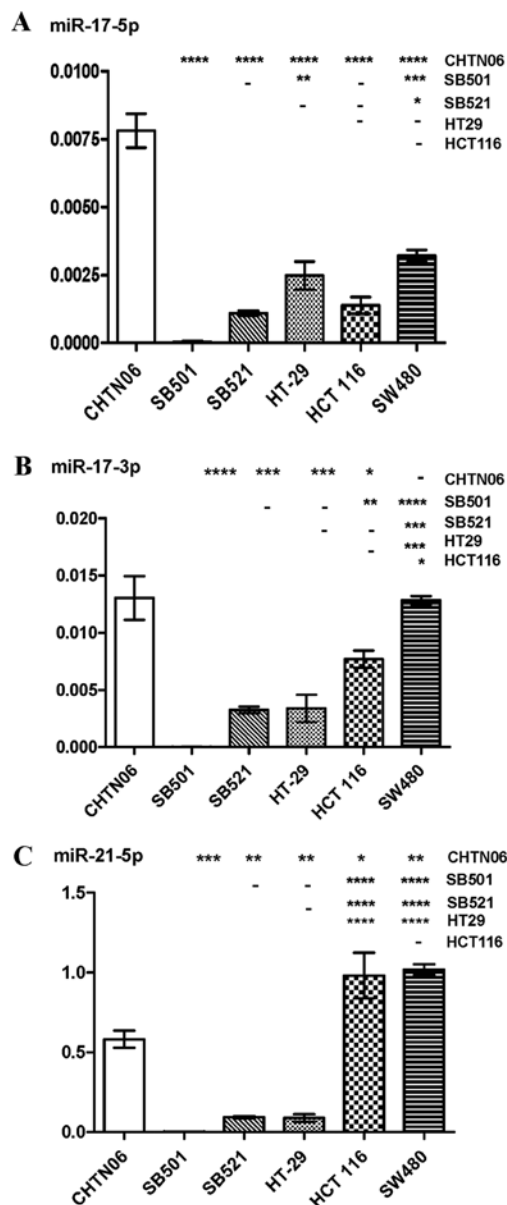 A miR-17-5p
**** **** **** **** **** CHTN06
- ** - *** SB501
- - * SB521
- - HT29
- HCT116
0.0100
0.0075
0.0050
0.0025
0.0000
CHTN06 SB501 SB521 HT-29 HCT 116 SW480
B miR-17-3p
**** *** *** * - CHTN06
- - ** **** SB501
- - *** SB521
- *** HT29
* HCT116
0.020
0.015
0.010
0.005
0.000
CHTN06 SB501 SB521 HT-29 HCT 116 SW480
C miR-21-5p
*** ** ** * ** CHTN06
- - **** **** SB501
- **** **** SB521
**** **** HT29
- HCT116
1.5
1.0
0.5
0.0
CHTN06 SB501 SB521 HT-29 HCT 116 SW480